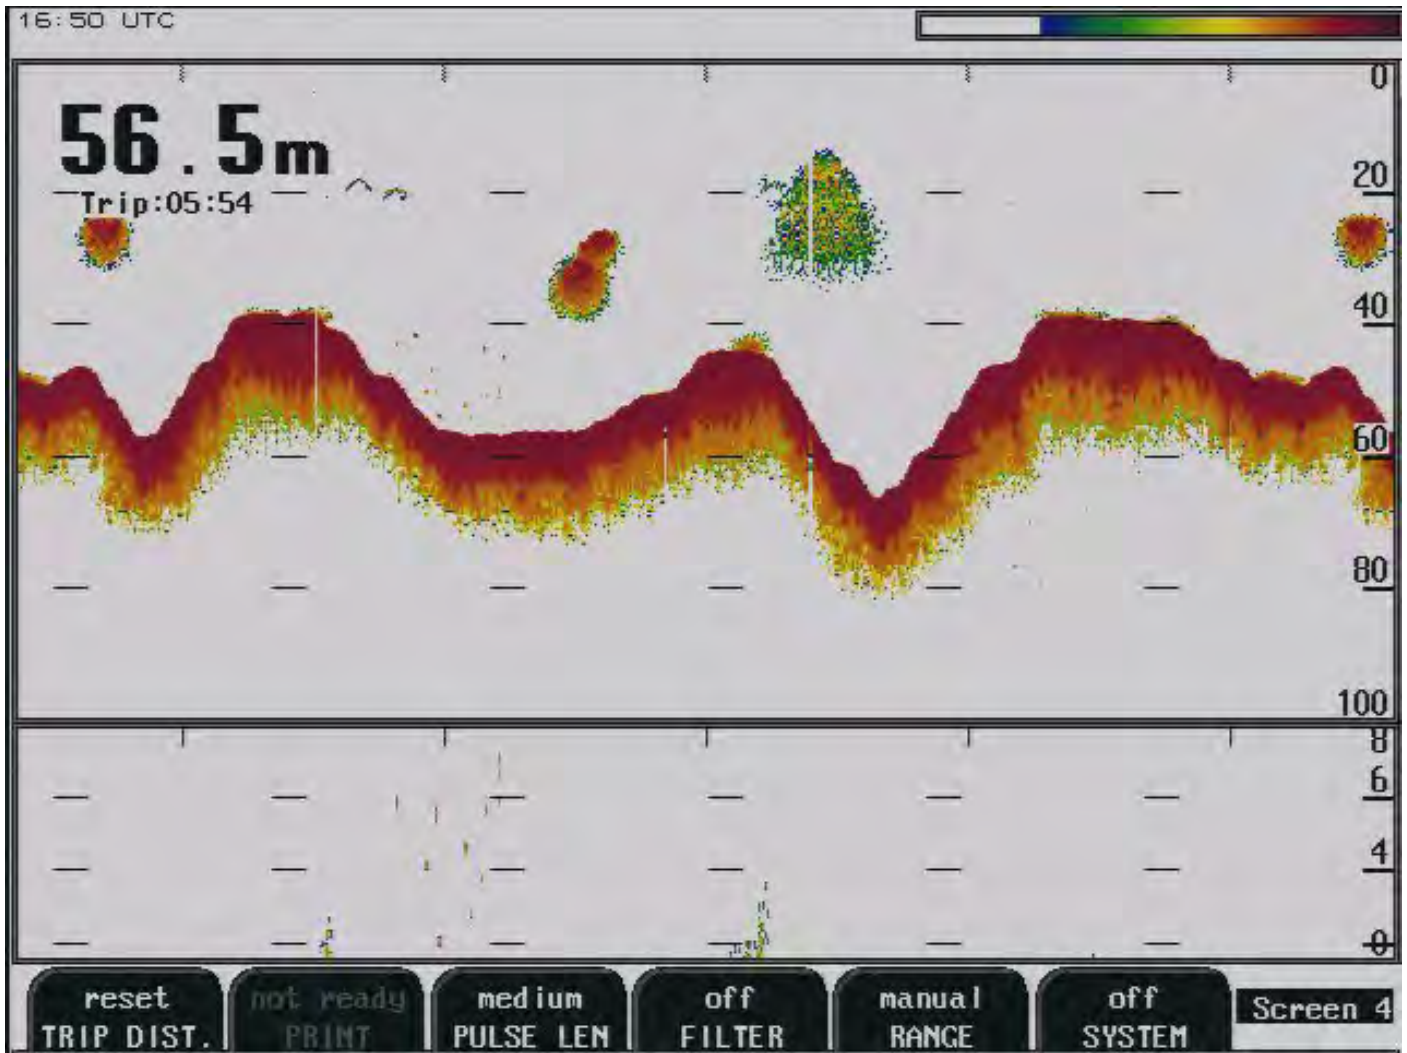 16:50 UTC
0
56.5m
20
Trip:05:54
40
60
80
100
8
6
4
0
reset
TRIP DIST.
not ready
PRINT
medium
PULSE LEN
off
FILTER
manual
RANGE
off
SYSTEM
Screen 4